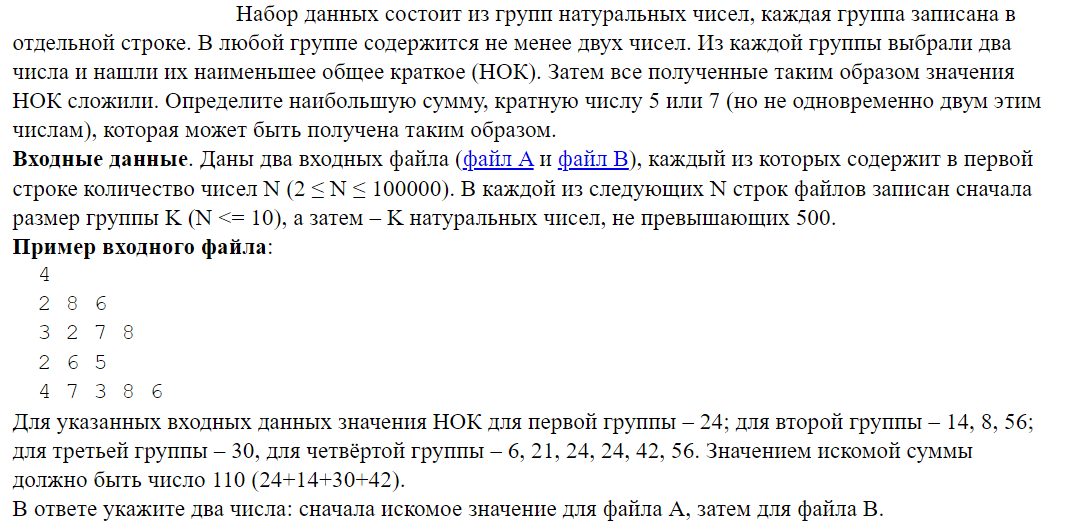 Набор данных состоит из групп натуральных чисел, каждая группа записана в
отдельной строке. В любой группе содержится не менее двух чисел. Из каждой группы выбрали два
числа и нашли их наименьшее общее краткое (НОК). Затем все полученные таким образом значения
НОК сложили. Определите наибольшую сумму, кратную числу 5 или 7 (но не одновременно двум этим
числам), которая может быть получена таким образом.
Входные данные. Даны два входных файла (файл A и файл B), каждый из которых содержит в первой
строке количество чисел N (2 ≤ N ≤ 100000). В каждой из следующих N строк файлов записан сначала
размер группы K (N <= 10), а затем – K натуральных чисел, не превышающих 500.
Пример входного файла:
4
2 8 6
3 2 7 8
2 6 5
4 7 3 8 6
Для указанных входных данных значения НОК для первой группы – 24; для второй группы – 14, 8, 56;
для третьей группы – 30, для четвёртой группы – 6, 21, 24, 24, 42, 56. Значением искомой суммы
должно быть число 110 (24+14+30+42).
В ответе укажите два числа: сначала искомое значение для файла А, затем для файла B.